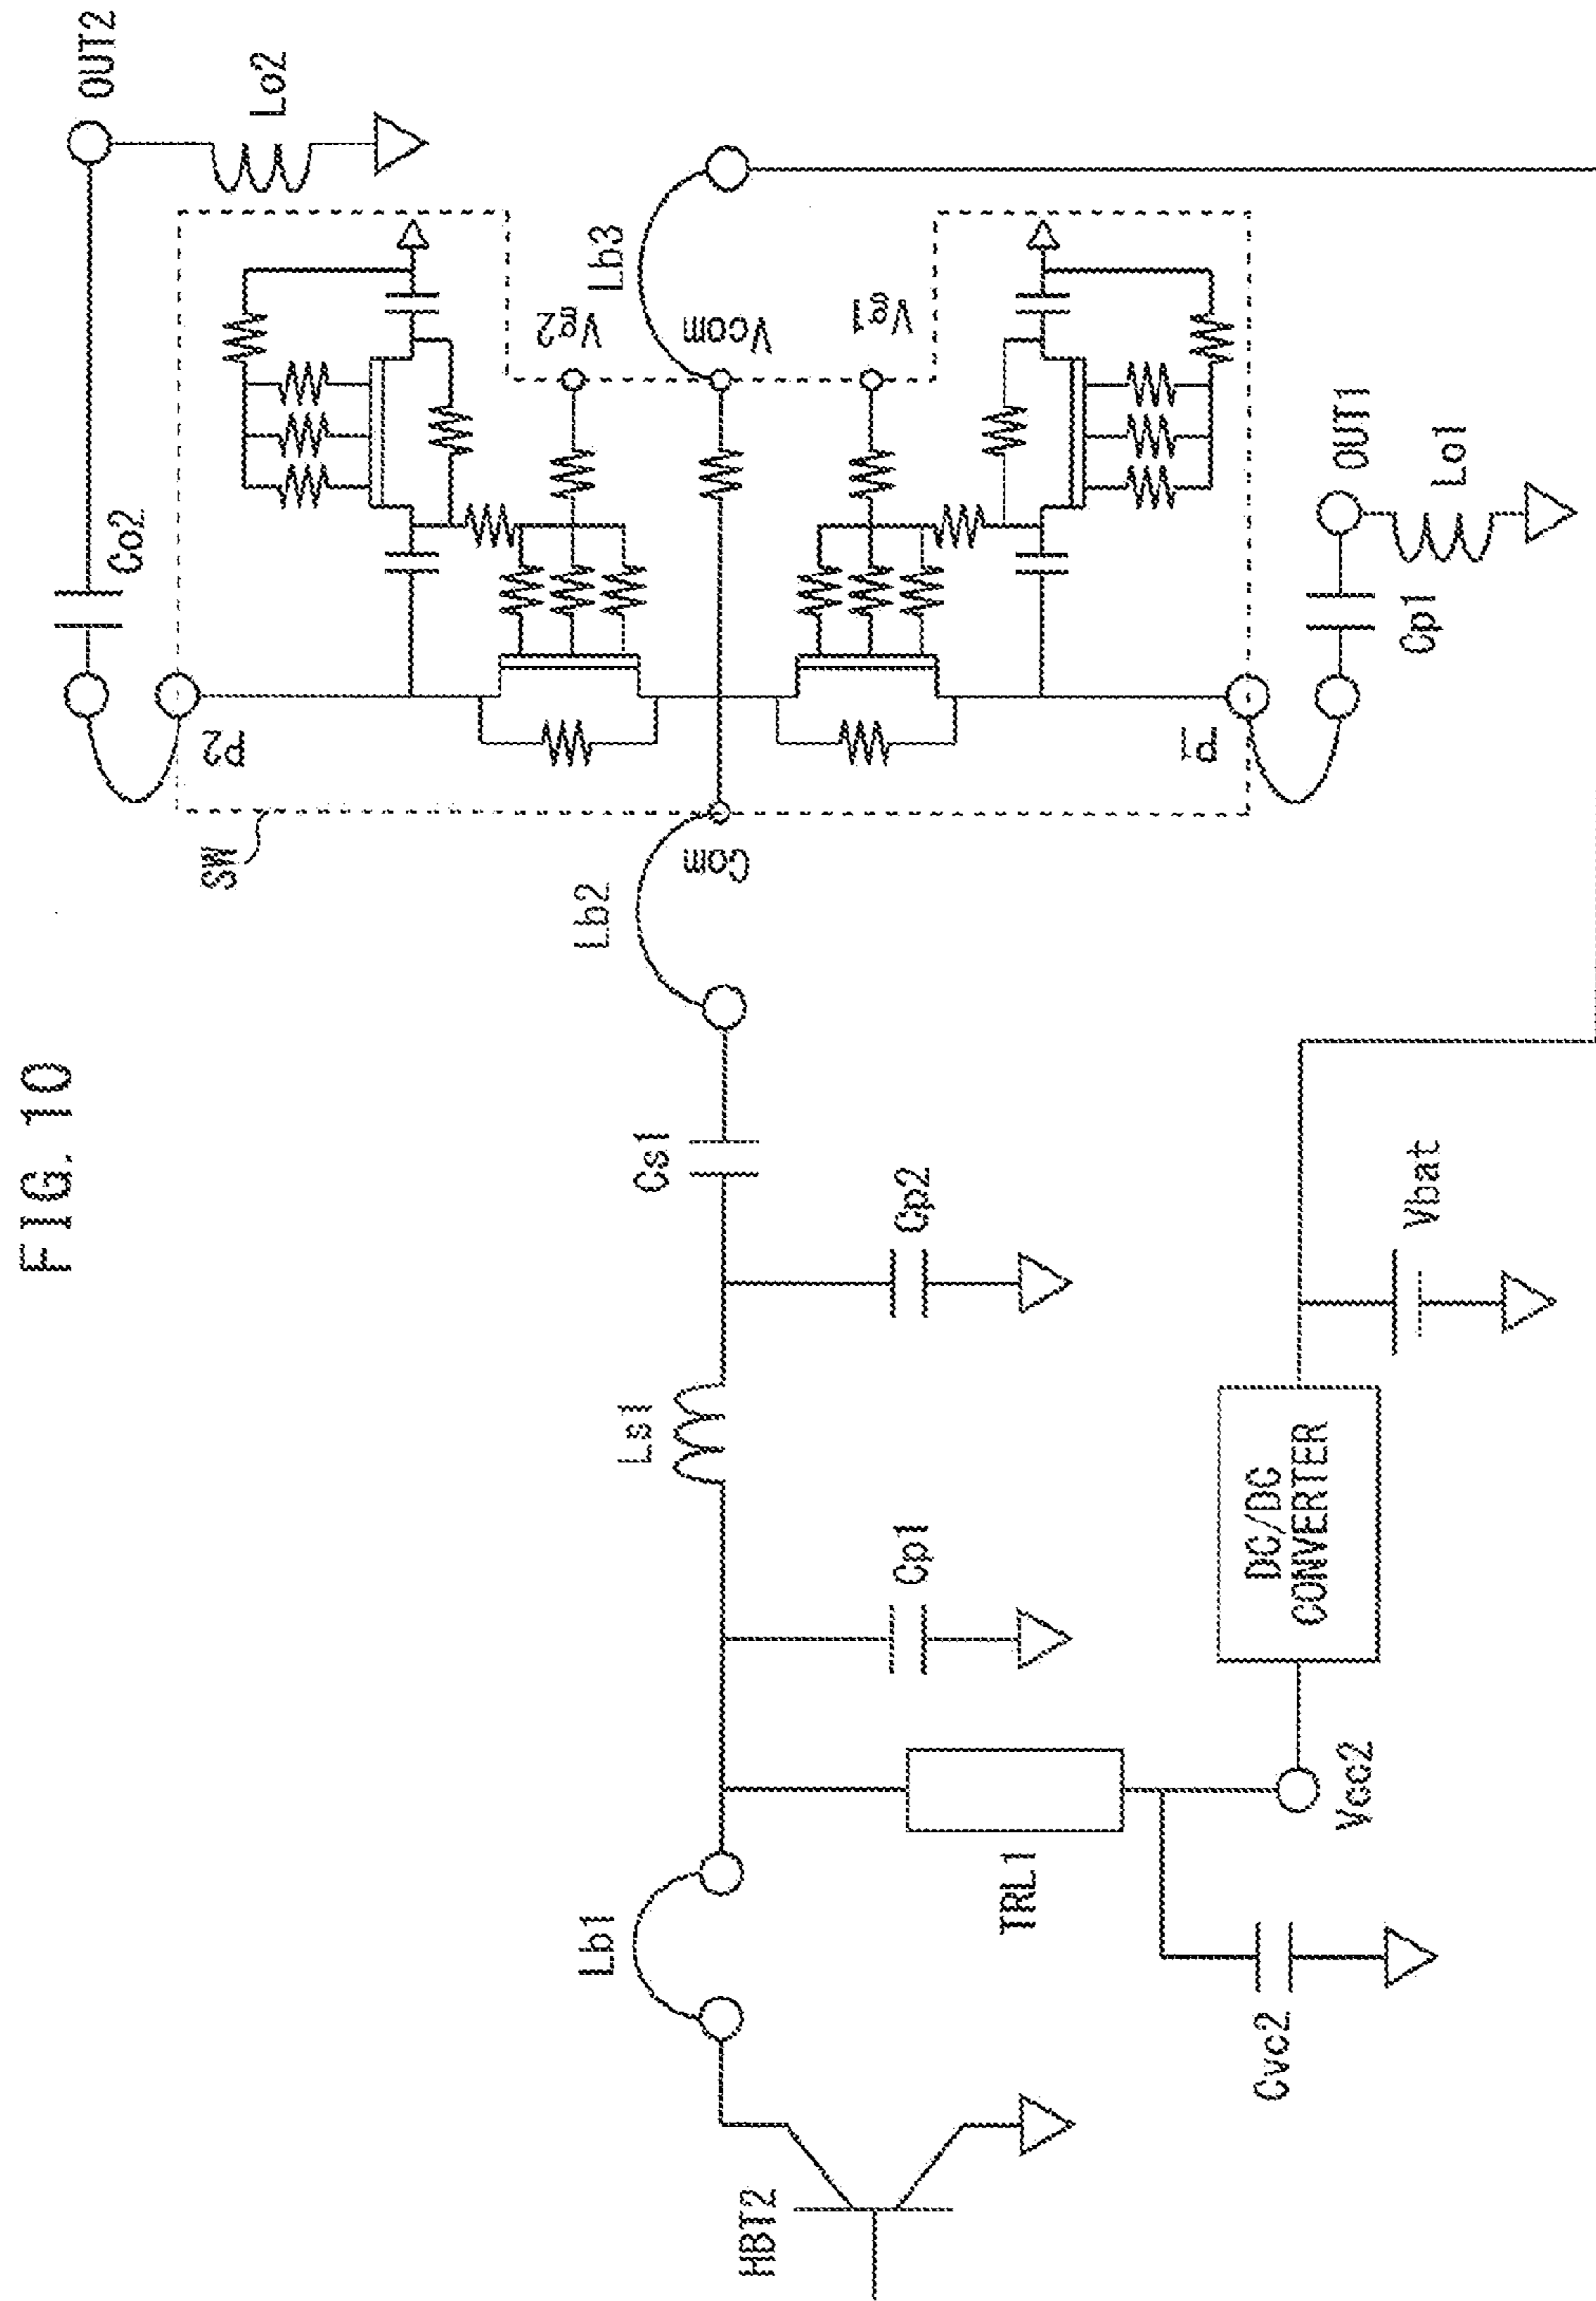 FIG. 10
HBT2
Lb1
TRL1
Cvc2
Vcc2
Cp1
DC/DC
CONVERTER
Ls1
Cp2
Vbat
Cs1
Lb2
Com
SW
P2
P1
Co2
OUT2
Lo2
Vg2
Vcom
Vg1
Lb3
Cp1
OUT1
Lo1